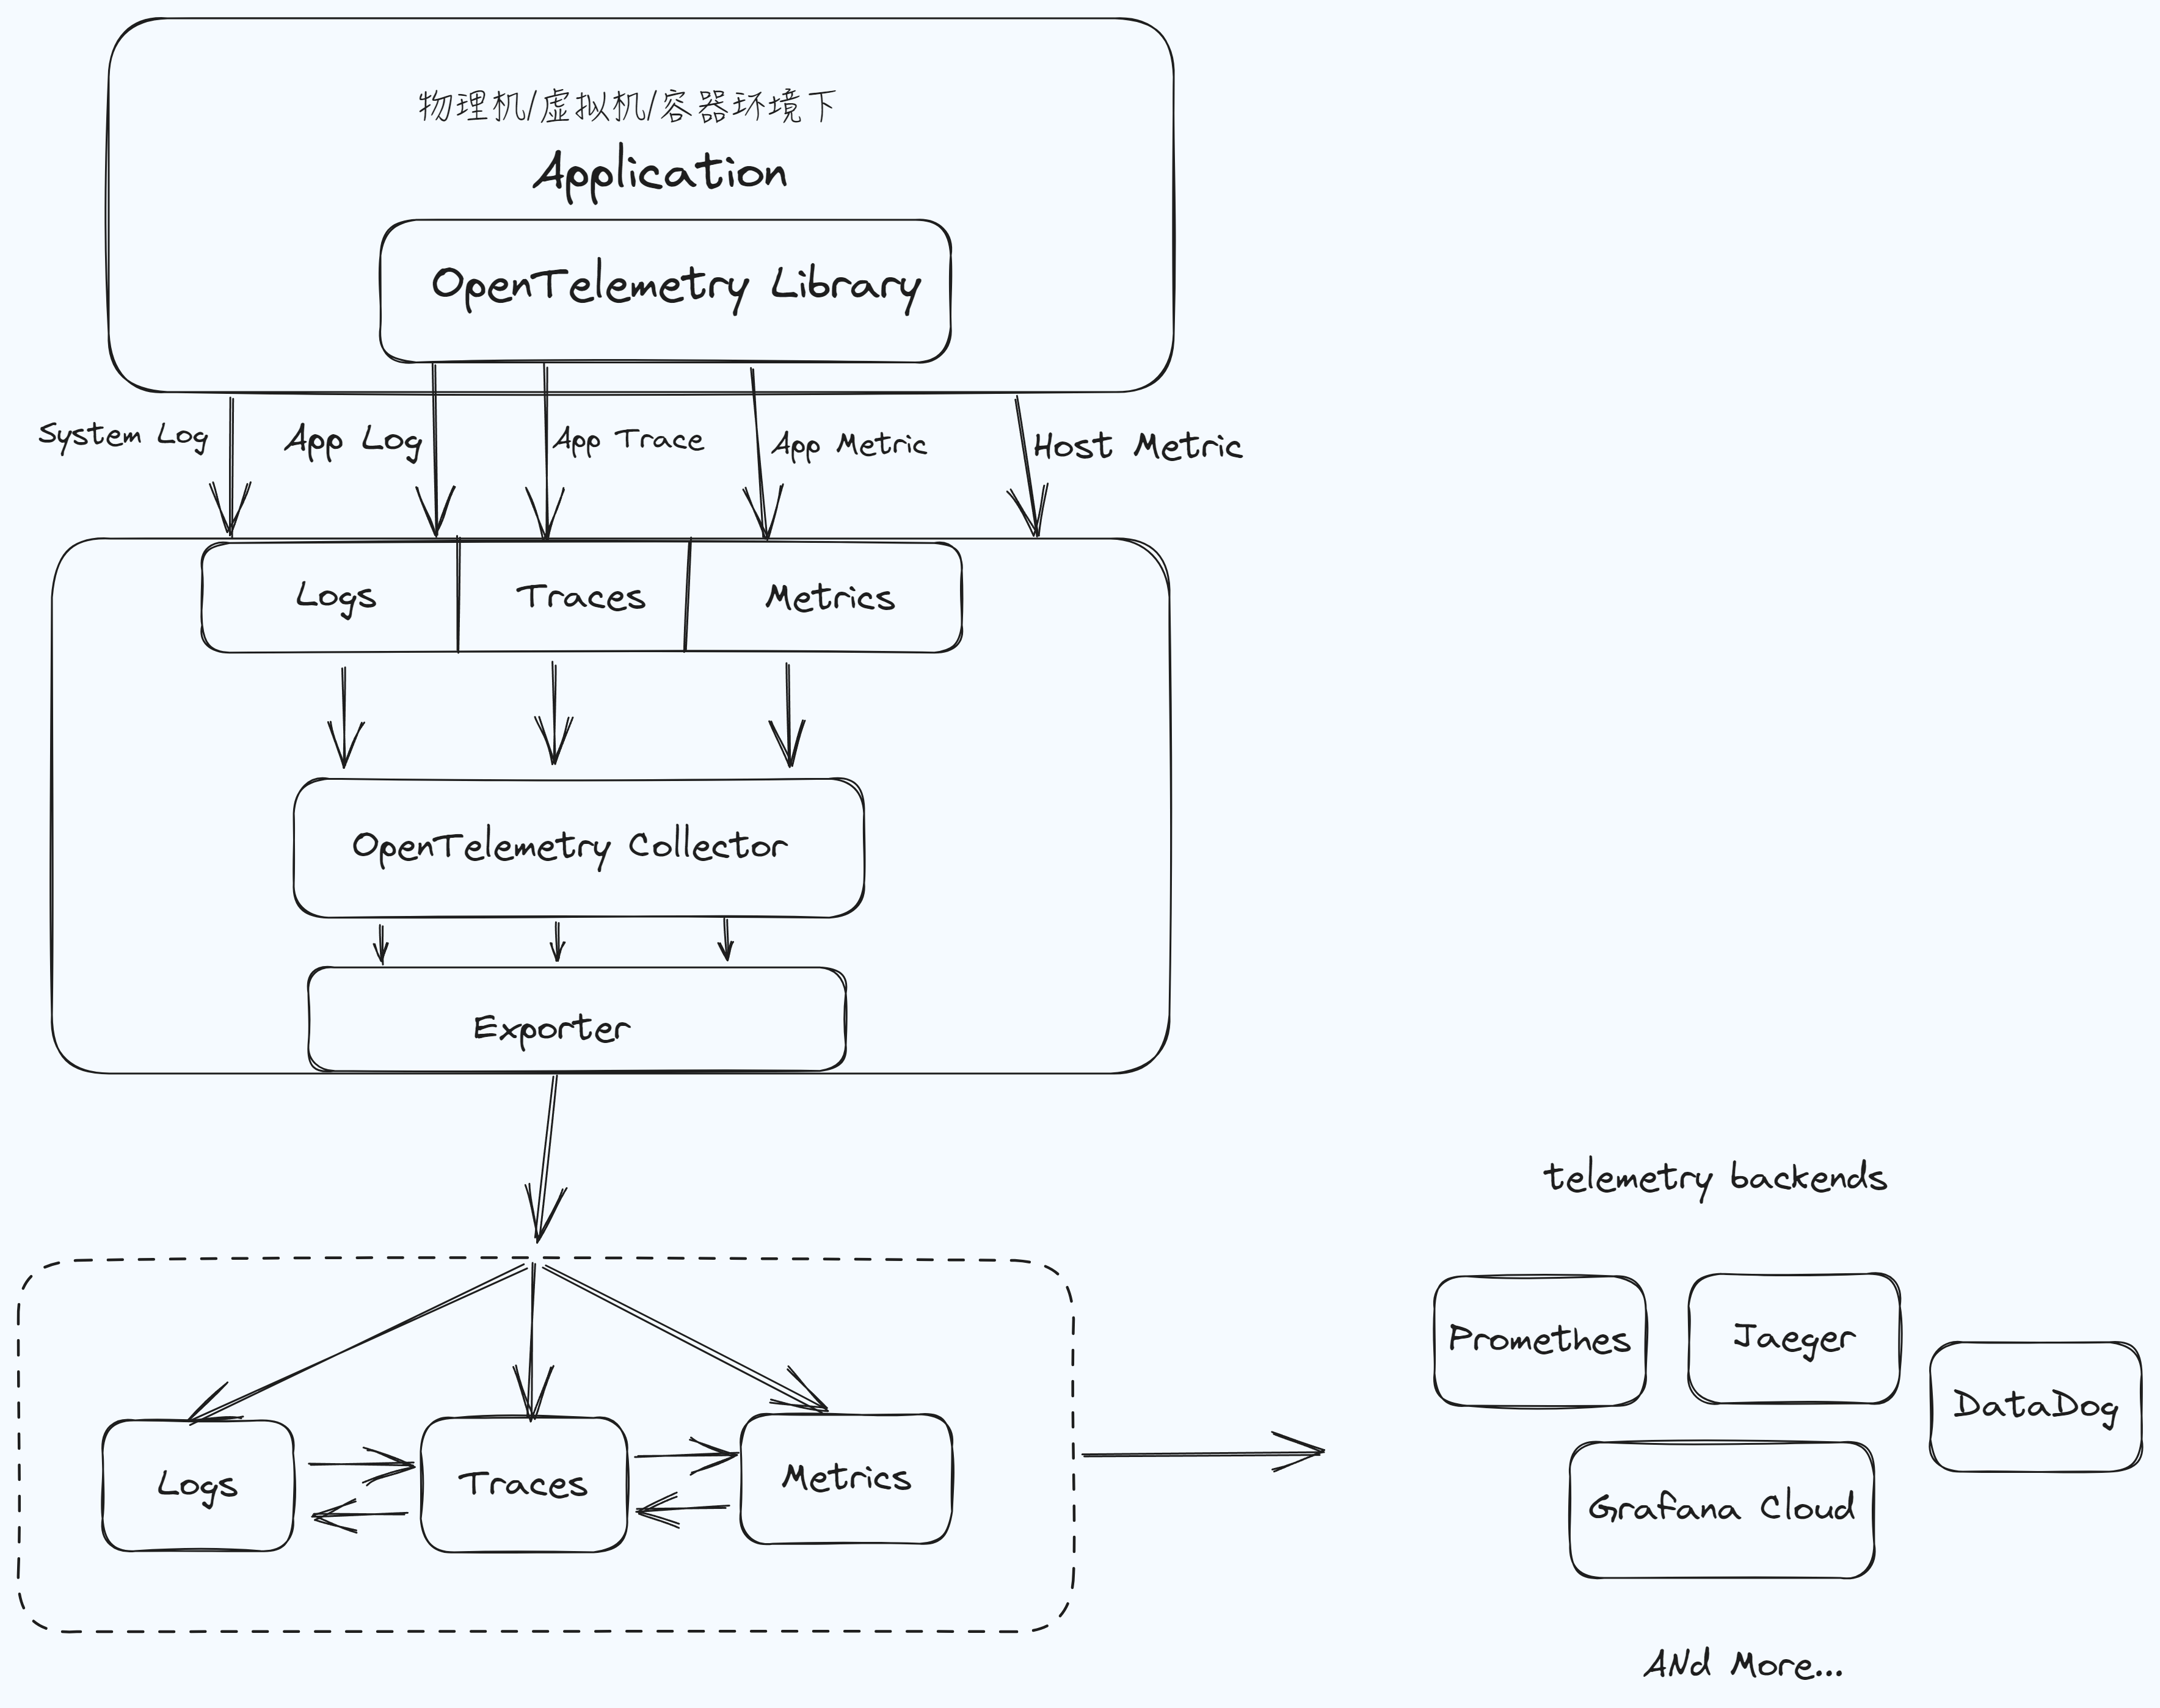 物理机/虚拟机/容器环境下
Application
OpenTelemetry Library
System Log
App Log
App Trace
App Metric
Host Metric
Logs
Traces
Metrics
OpenTelemetry Collector
Exporter
telemetry backends
Promethes
Jaeger
DataDog
Grafana Cloud
Logs
Traces
Metrics
ANd More...